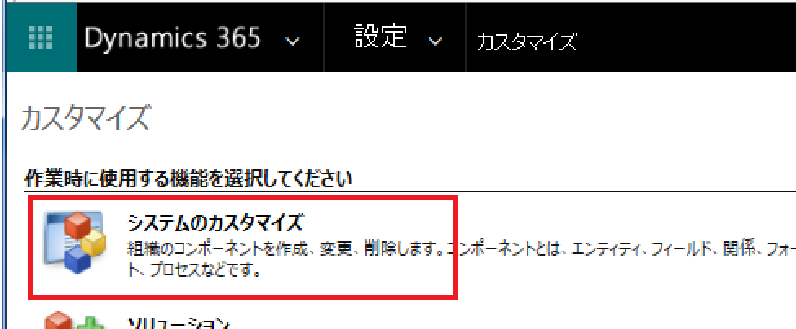 Dynamics 365 設定 カスタマイズ
カスタマイズ
作業時に使用する機能を選択してください
システムのカスタマイズ
組織のコンポーネントを作成、変更、削除します。コンポーネントとは、エンティティ、フィールド、関係、フォー
ト、プロセスなどです。
ソリューション